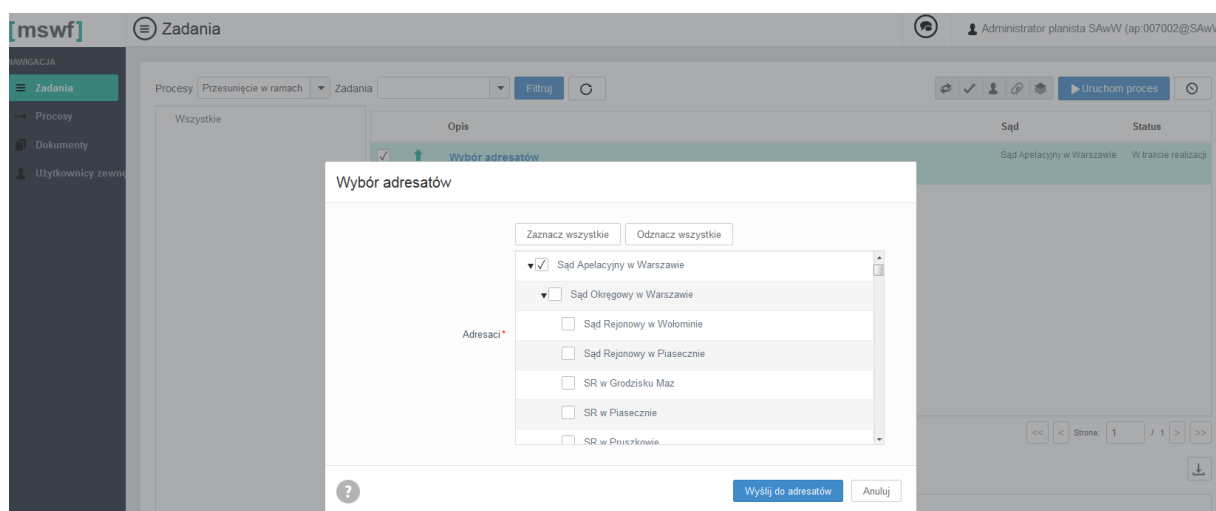 [mswf]
Zadania
Administrator planista SAwW (ap:007002@SAwW
NAWIGACJA
Zadania
Procesy
Dokumenty
Użytkownicy zewnę
Procesy Przesunięcie w ramach Zadania Filtruj Uruchom proces
Wszystkie
Opis Sąd Status
Wybór adresatów Sąd Apelacyjny w Warszawie W trakcie realizacji
Wybór adresatów
Zaznacz wszystkie Odznacz wszystkie
Sąd Apelacyjny w Warszawie
Sąd Okręgowy w Warszawie
Adresaci*
Sąd Rejonowy w Wołominie
Sąd Rejonowy w Piasecznie
SR w Grodzisku Maz
SR w Piasecznie
SR w Pruszkowie
<< < Strona: 1 / 1 > >>
? Wyślij do adresatów Anuluj